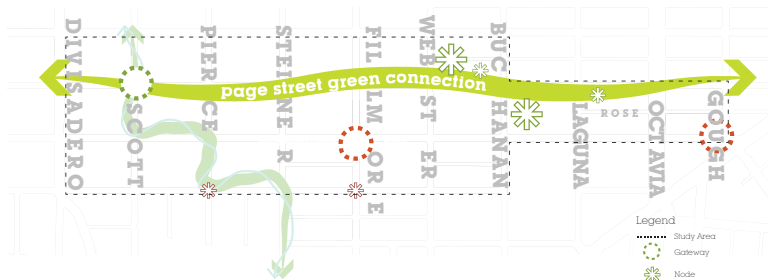 DIVISADERO
SCOTT
PIERCE
STEINER
FILLMORE
WEBSTER
BUCHANAN
LAGUNA
OCTAVIA
GOUGH
page street green connection
ROSE
Legend
Study Area
Gateway
Node